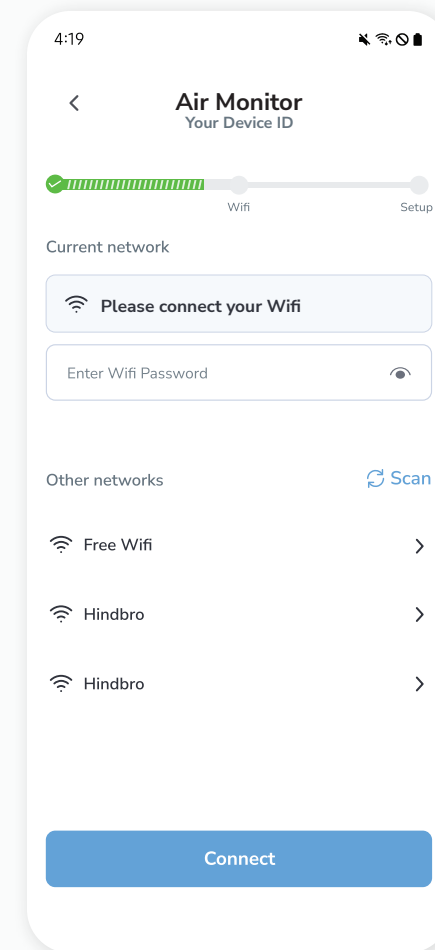 4:19
Air Monitor
Your Device ID
Wifi
Setup
Current network
Please connect your Wifi
Enter Wifi Password
Other networks
Scan
Free Wifi
Hindbro
Hindbro
Connect